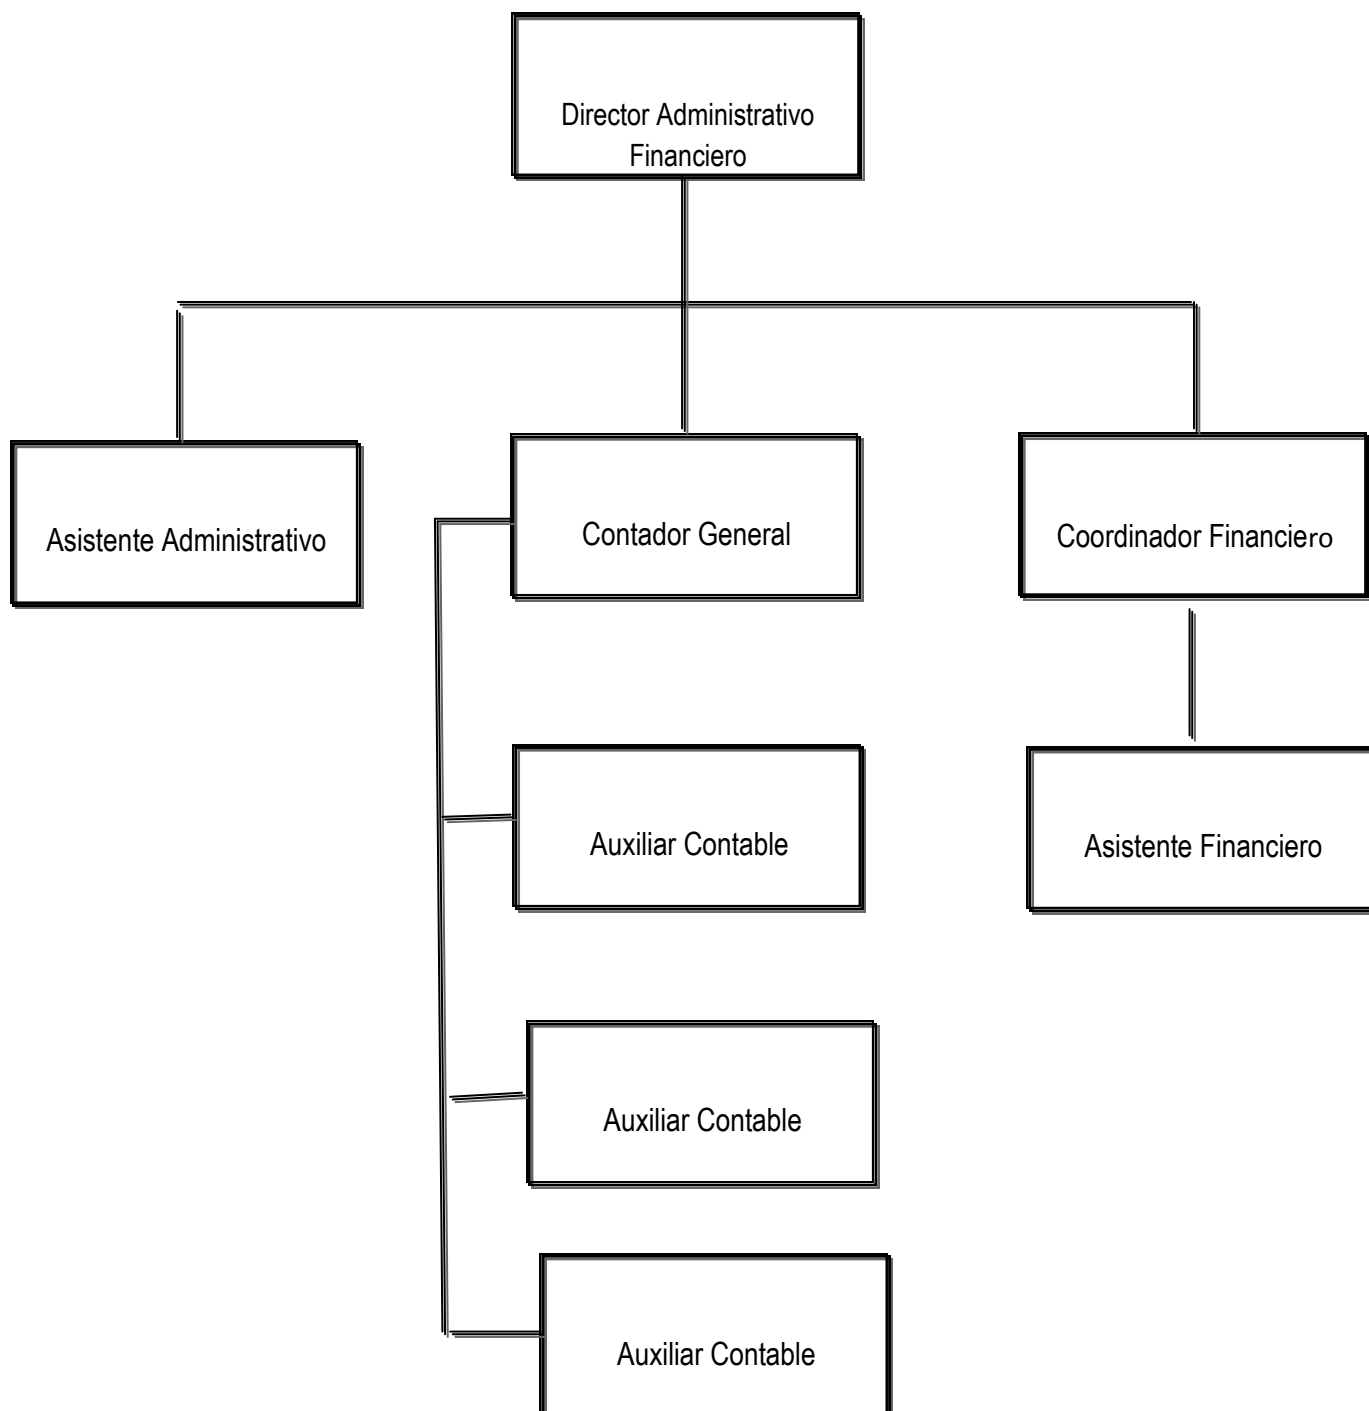 Director Administrativo
Financiero
Asistente Administrativo
Contador General
Coordinador Financiero
Auxiliar Contable
Asistente Financiero
Auxiliar Contable
Auxiliar Contable